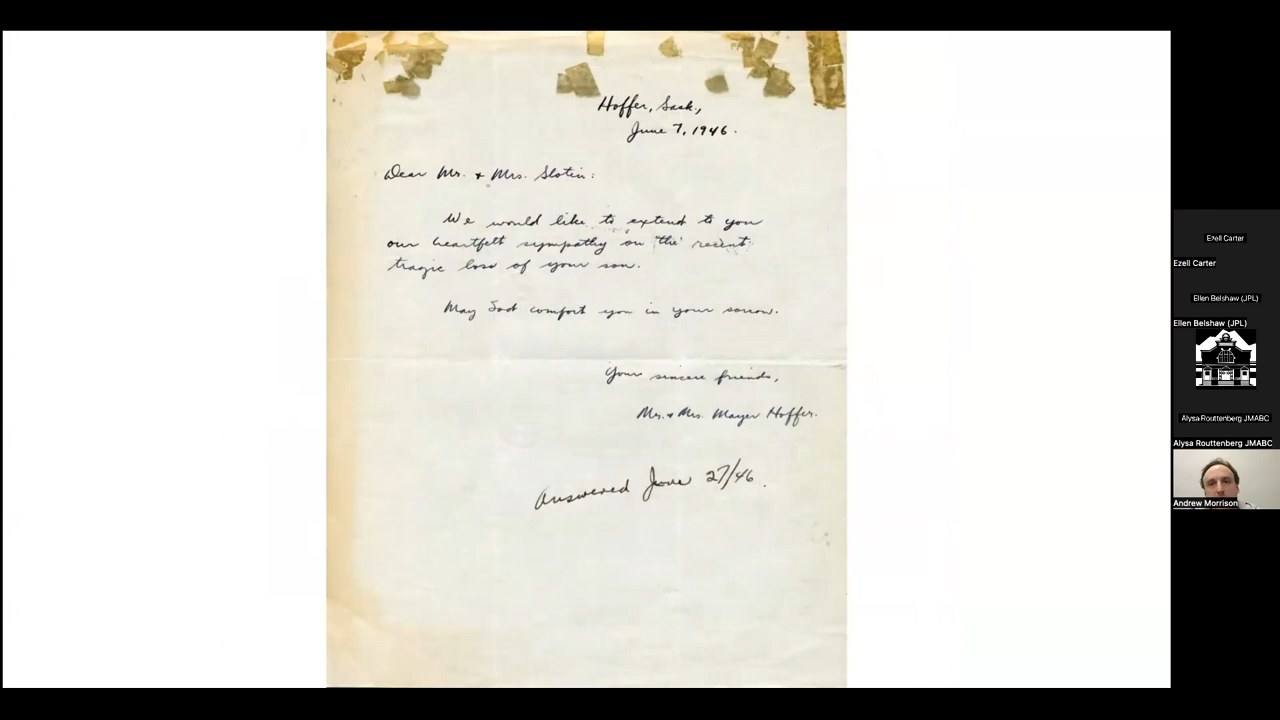 Hoffer, Sask.,
June 7, 1946.
Dear Mr. + Mrs. Slotin:
We would like to extend to you
our heartfelt sympathy on the recent
tragic loss of your son.
May God comfort you in your sorrow.
Your sincere friends,
Mr. + Mrs. Mayer Hoffer.
Answered June 27/46.
Ezell Carter
Ezell Carter
Ellen Belshaw (JPL)
Ellen Belshaw (JPL)
Alysa Routtenberg JMABC
Alysa Routtenberg JMABC
Andrew Morrison